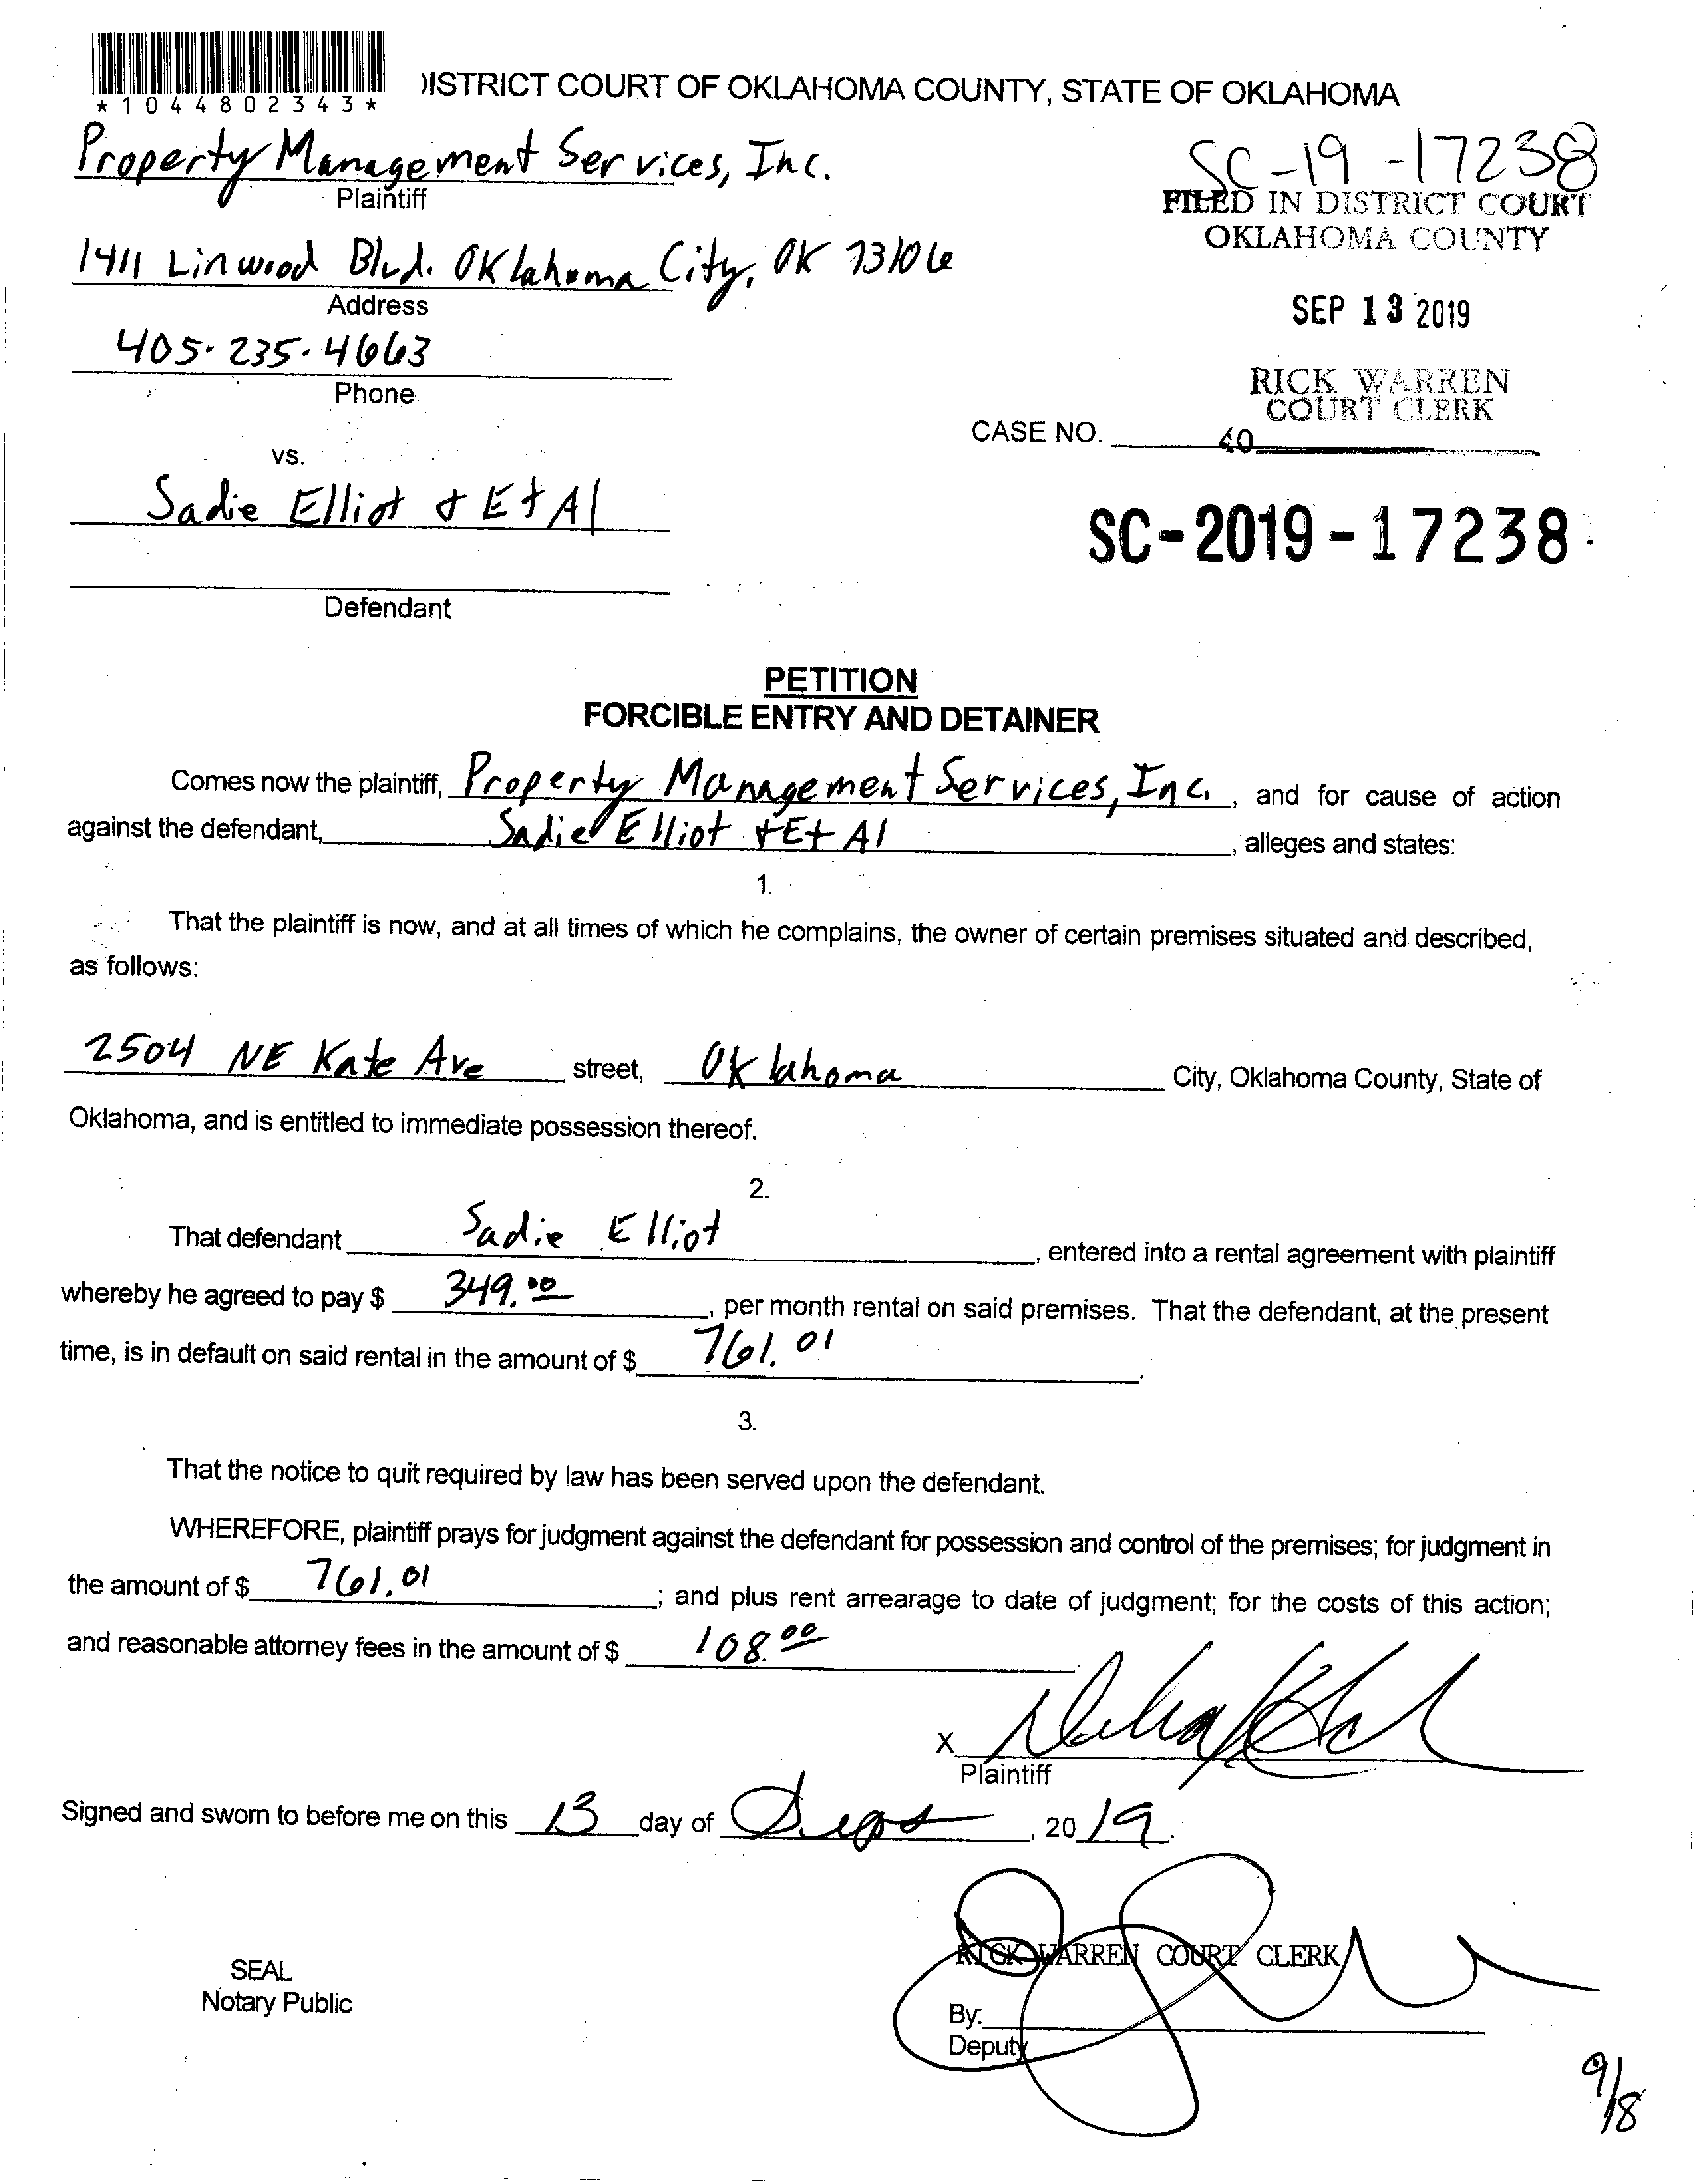 *1044802343*
DISTRICT COURT OF OKLAHOMA COUNTY, STATE OF OKLAHOMA
Property Management Services, Inc.
Plaintiff
SC-19-17238
FILED IN DISTRICT COURT
OKLAHOMA COUNTY
1411 Linwood Blvd. Oklahoma City, OK 73106
Address
SEP 13 2019
405-235-4663
Phone
RICK WARREN
COURT CLERK
CASE NO. 40
vs.
Sadie Elliot & Et Al
SC-2019-17238
Defendant
PETITION
FORCIBLE ENTRY AND DETAINER
Comes now the plaintiff, Property Management Services, Inc., and for cause of action
against the defendant, Sadie Elliot & Et Al, alleges and states:
1.
That the plaintiff is now, and at all times of which he complains, the owner of certain premises situated and described,
as follows:
2504 NE Kate Ave street, Oklahoma City, Oklahoma County, State of
Oklahoma, and is entitled to immediate possession thereof.
2.
That defendant Sadie Elliot, entered into a rental agreement with plaintiff
whereby he agreed to pay $ 349.00, per month rental on said premises. That the defendant, at the present
time, is in default on said rental in the amount of $ 761.01.
3.
That the notice to quit required by law has been served upon the defendant.
WHEREFORE, plaintiff prays for judgment against the defendant for possession and control of the premises; for judgment in
the amount of $ 761.01; and plus rent arrearage to date of judgment; for the costs of this action;
and reasonable attorney fees in the amount of $ 108.00
X
Plaintiff
Signed and sworn to before me on this 13 day of Sept, 2019.
RICK WARREN COURT CLERK
SEAL
Notary Public
By:
Deputy
9/8